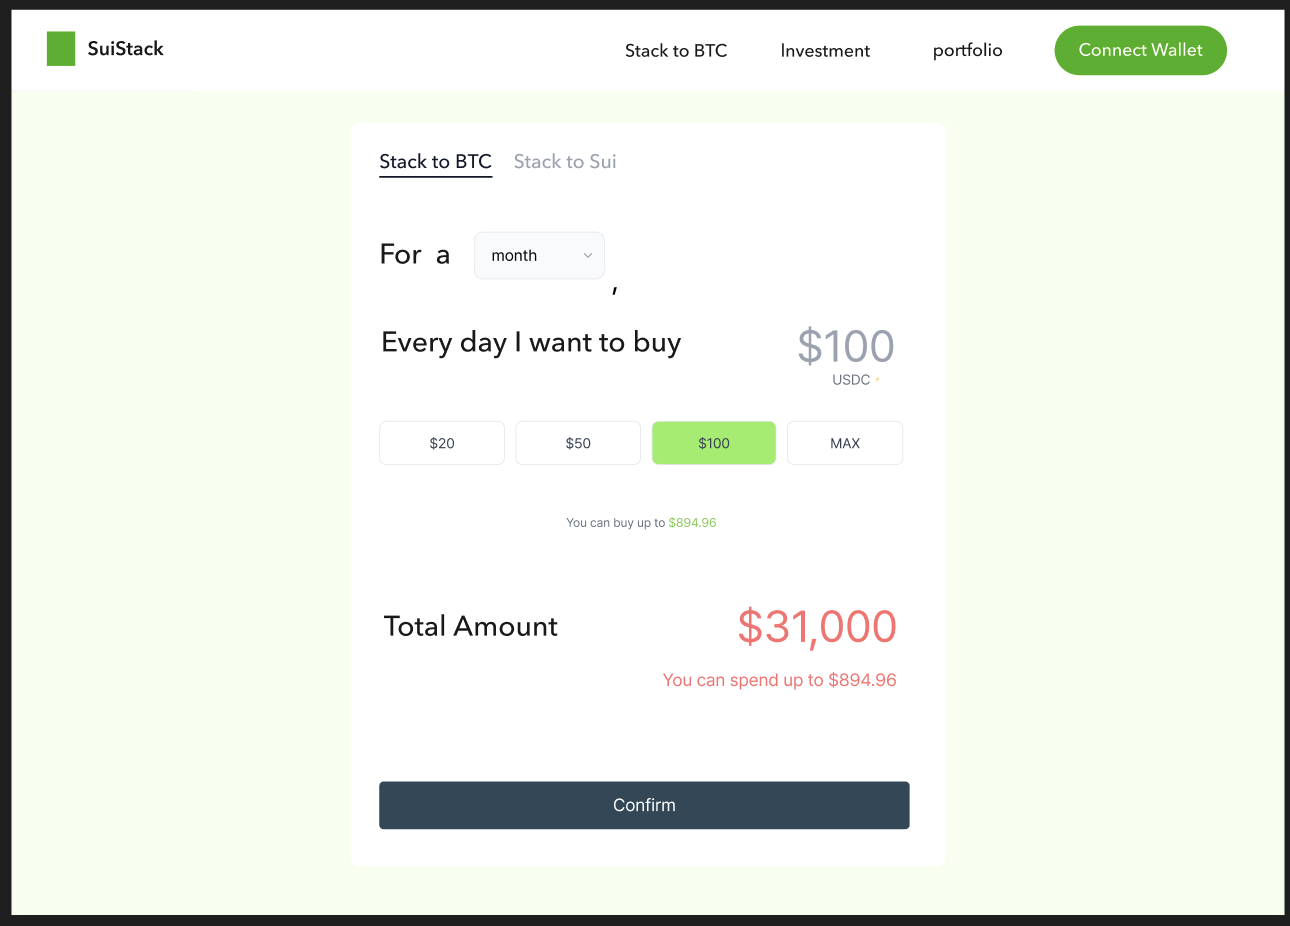 SuiStack
Stack to BTC
Investment
portfolio
Connect Wallet
Stack to BTC
Stack to Sui
For a
month
,
Every day I want to buy
$100
USDC
$20
$50
$100
MAX
You can buy up to $894.96
Total Amount
$31,000
You can spend up to $894.96
Confirm